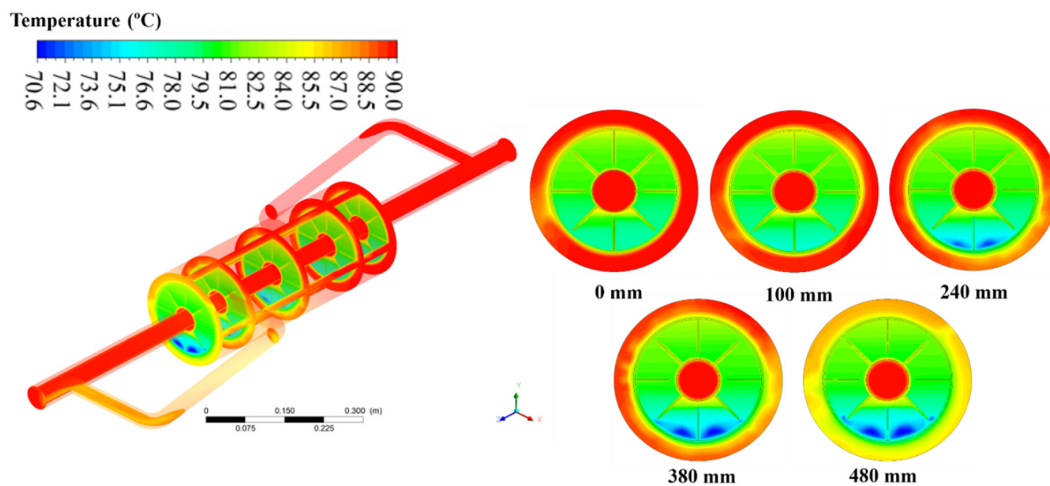 Temperature (ºC)
70.6 72.1 73.6 75.1 76.6 78.0 79.5 81.0 82.5 84.0 85.5 87.0 88.5 90.0
0 mm 100 mm 240 mm
0 0.150 0.300 (m)
0.075 0.225
Y
Z X
380 mm 480 mm